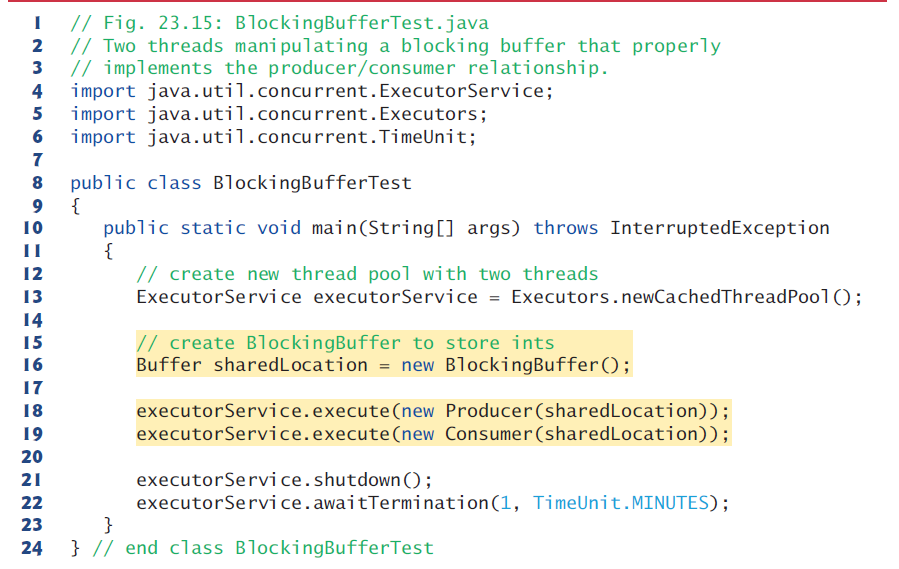 1 // Fig. 23.15: BlockingBufferTest.java
2 // Two threads manipulating a blocking buffer that properly
3 // implements the producer/consumer relationship.
4 import java.util.concurrent.ExecutorService;
5 import java.util.concurrent.Executors;
6 import java.util.concurrent.TimeUnit;
7
8 public class BlockingBufferTest
9 {
10 public static void main(String[] args) throws InterruptedException
11 {
12 // create new thread pool with two threads
13 ExecutorService executorService = Executors.newCachedThreadPool();
14
15 // create BlockingBuffer to store ints
16 Buffer sharedLocation = new BlockingBuffer();
17
18 executorService.execute(new Producer(sharedLocation));
19 executorService.execute(new Consumer(sharedLocation));
20
21 executorService.shutdown();
22 executorService.awaitTermination(1, TimeUnit.MINUTES);
23 }
24 } // end class BlockingBufferTest